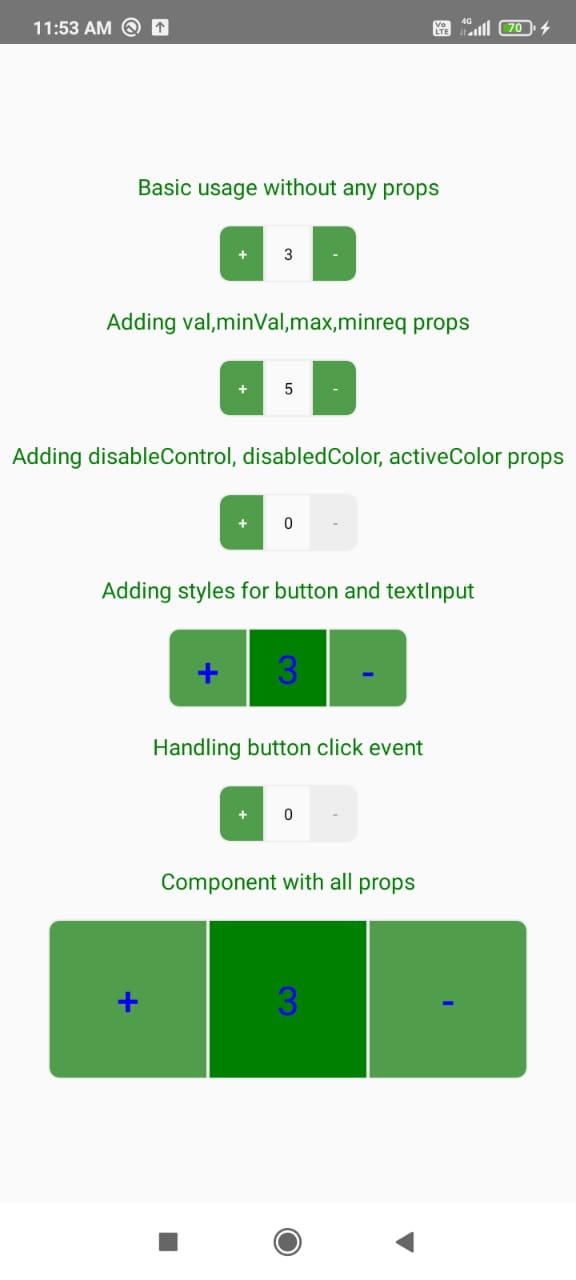 11:53 AM Vo LTE 4G 70
Basic usage without any props
+ 3 -
Adding val,minVal,max,minreq props
+ 5 -
Adding disableControl, disabledColor, activeColor props
+ 0 -
Adding styles for button and textInput
+ 3 -
Handling button click event
+ 0 -
Component with all props
+ 3 -